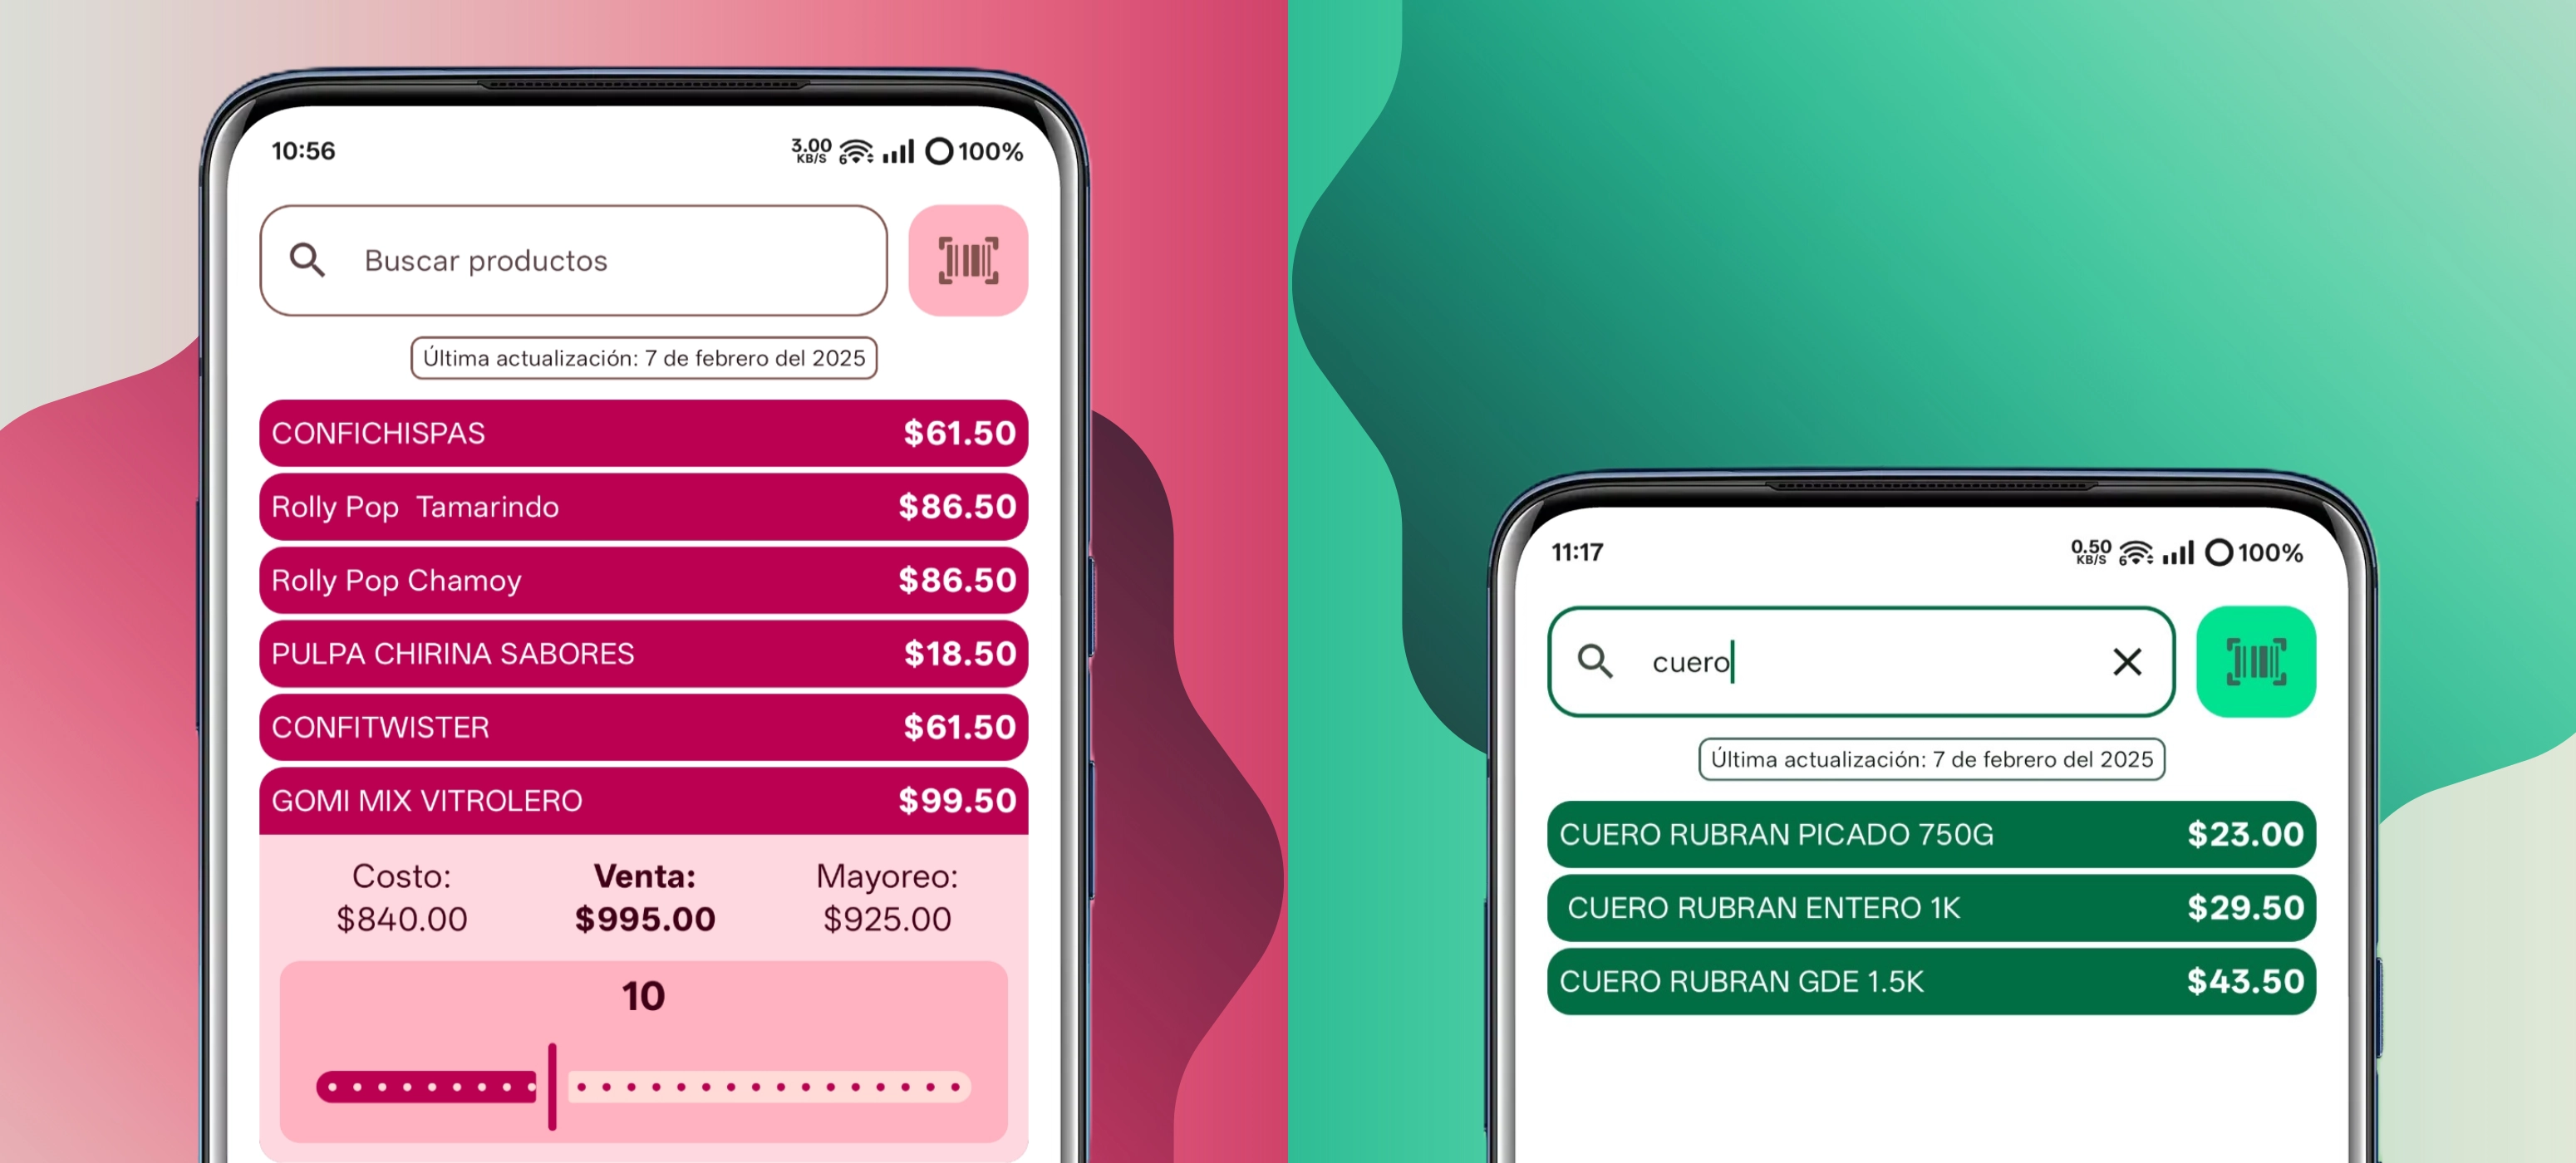 10:56
3.00 KB/S 6 100%
Buscar productos
Última actualización: 7 de febrero del 2025
CONFICHISPAS $61.50
Rolly Pop  Tamarindo $86.50
Rolly Pop Chamoy $86.50
PULPA CHIRINA SABORES $18.50
CONFITWISTER $61.50
GOMI MIX VITROLERO $99.50
Costo: Venta: Mayoreo:
$840.00 $995.00 $925.00
10
11:17
0.50 KB/S 6 100%
cuero
Última actualización: 7 de febrero del 2025
CUERO RUBRAN PICADO 750G $23.00
CUERO RUBRAN ENTERO 1K $29.50
CUERO RUBRAN GDE 1.5K $43.50